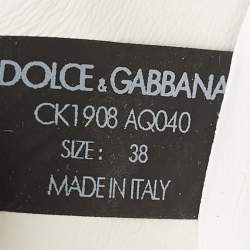 DOLCE & GABBANA
CK1908 AQ040
SIZE: 38
MADE IN ITALY